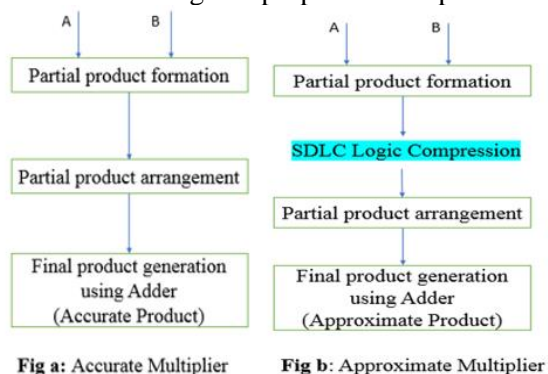 A B
Partial product formation
Partial product arrangement
Final product generation
using Adder
(Accurate Product)
Fig a: Accurate Multiplier
A B
Partial product formation
SDLC Logic Compression
Partial product arrangement
Final product generation
using Adder
(Approximate Product)
Fig b: Approximate Multiplier